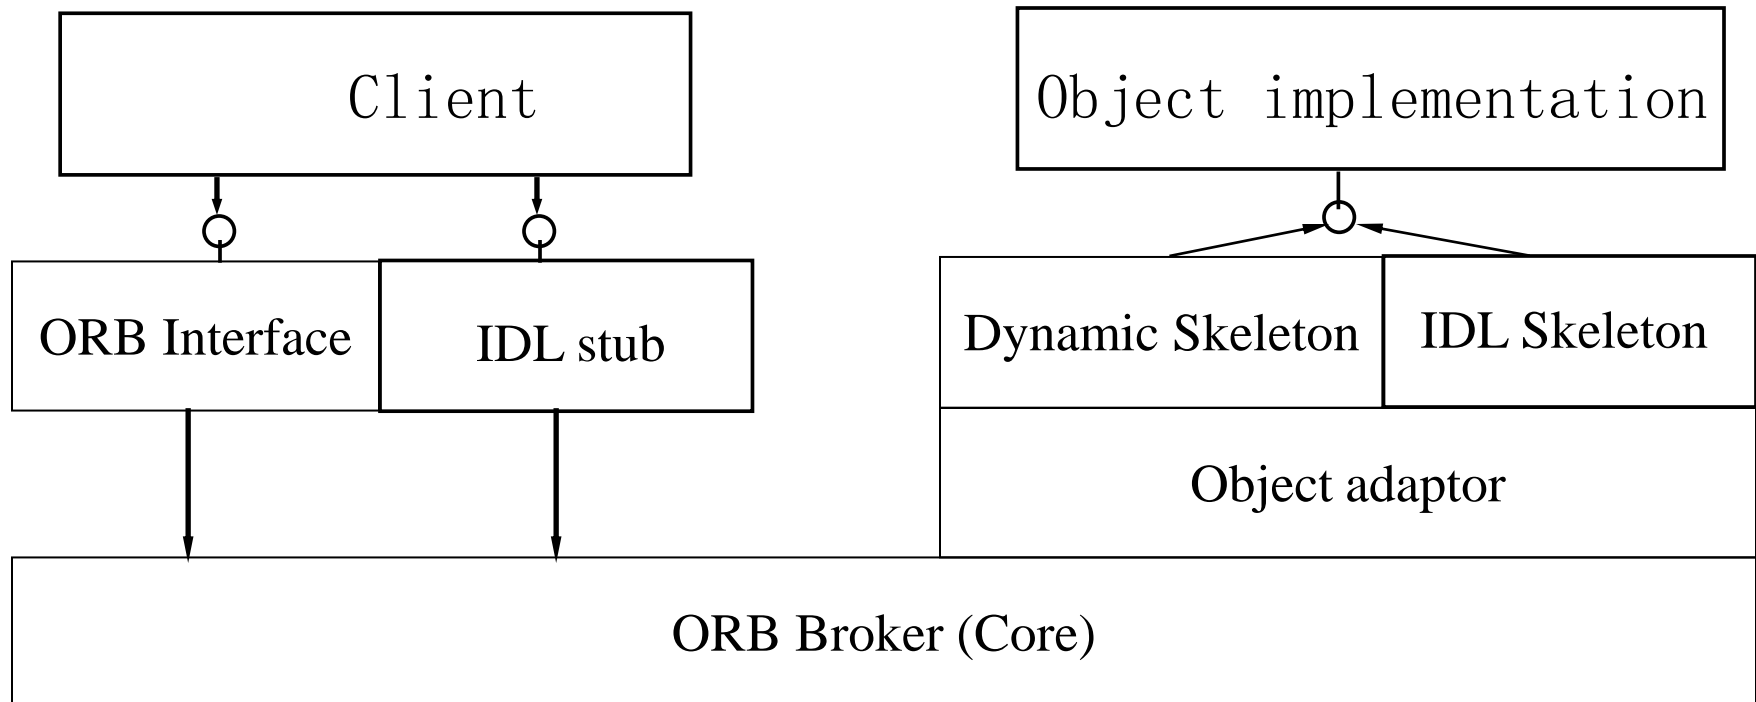 Client
Object implementation
ORB Interface
IDL stub
Dynamic Skeleton
IDL Skeleton
Object adaptor
ORB Broker (Core)